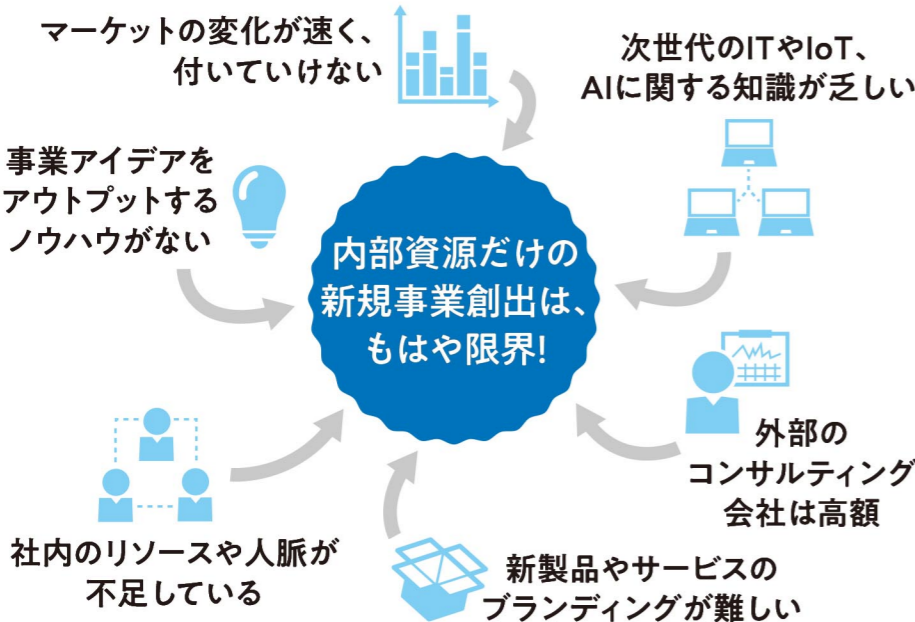 マーケットの変化が速く、
付いていけない
次世代のITやIoT、
AIに関する知識が乏しい
事業アイデアを
アウトプットする
ノウハウがない
内部資源だけの
新規事業創出は、
もはや限界!
外部の
コンサルティング
会社は高額
社内のリソースや人脈が
不足している
新製品やサービスの
ブランディングが難しい